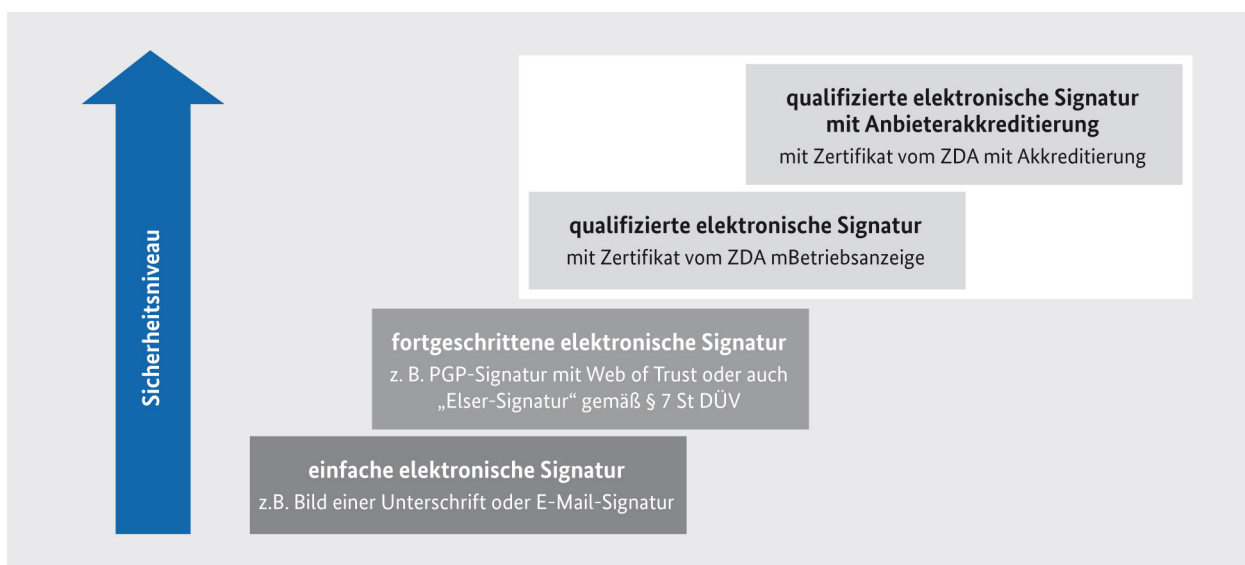 Sicherheitsniveau
qualifizierte elektronische Signatur
mit Anbieterakkreditierung
mit Zertifikat vom ZDA mit Akkreditierung
qualifizierte elektronische Signatur
mit Zertifikat vom ZDA mBetriebsanzeige
fortgeschrittene elektronische Signatur
z. B. PGP-Signatur mit Web of Trust oder auch
„Elser-Signatur“ gemäß § 7 St DÜV
einfache elektronische Signatur
z.B. Bild einer Unterschrift oder E-Mail-Signatur